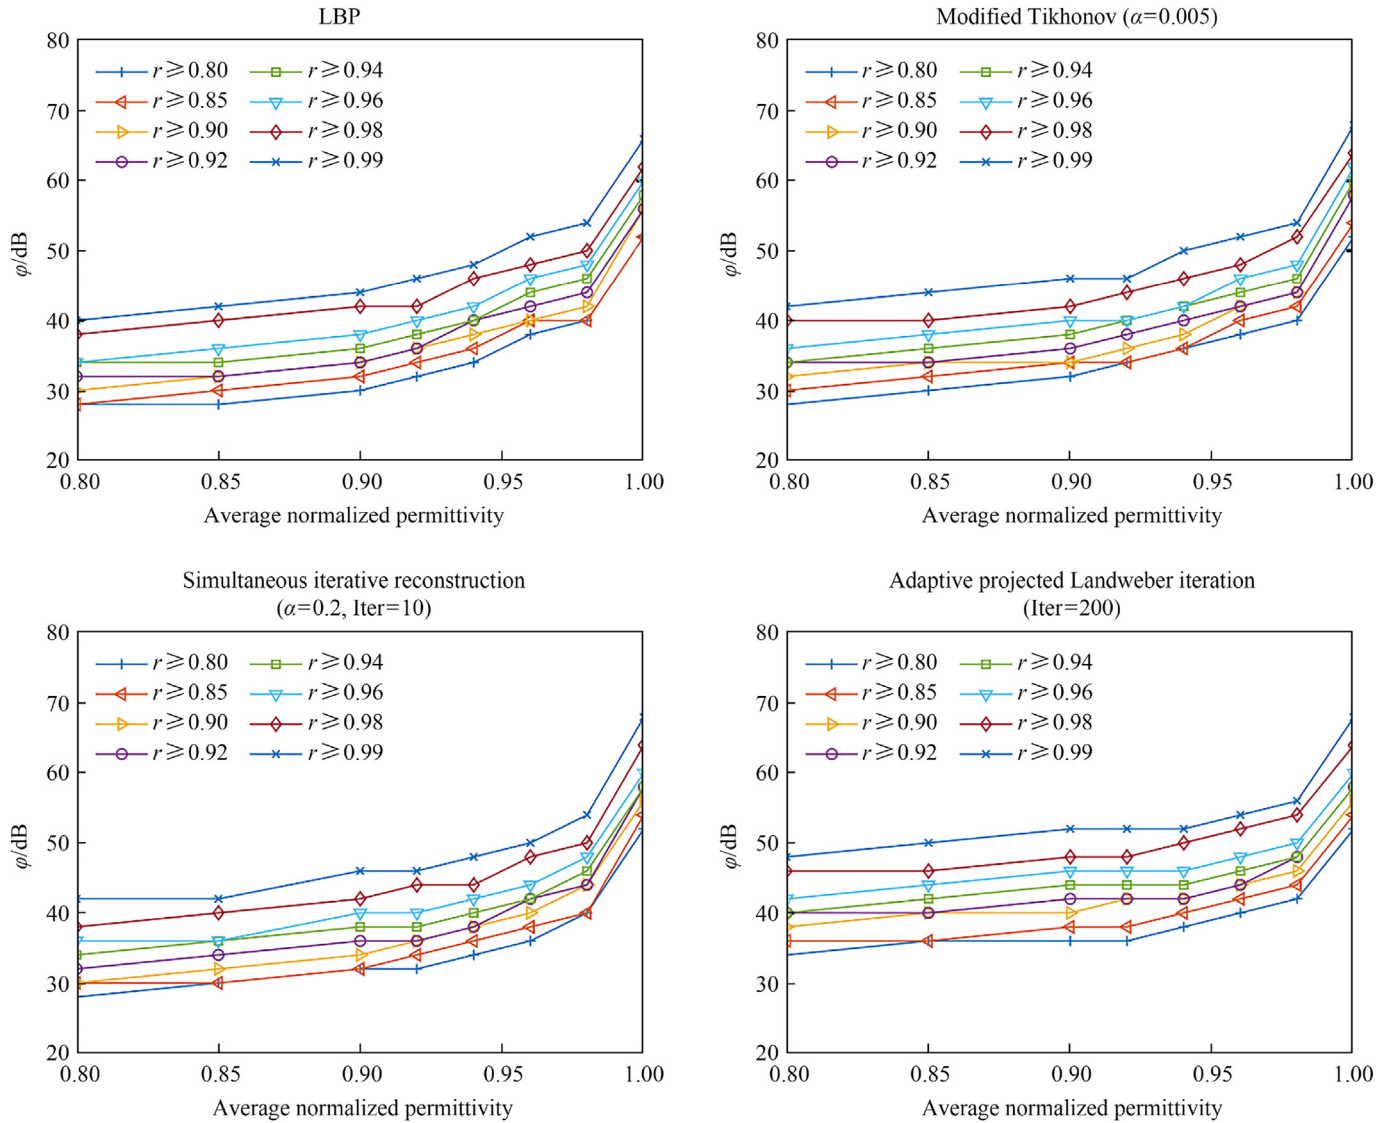 LBP
80
70
60
50
40
30
20
φ/dB
r⩾0.80 r⩾0.94
r⩾0.85 r⩾0.96
r⩾0.90 r⩾0.98
r⩾0.92 r⩾0.99
0.80 0.85 0.90 0.95 1.00
Average normalized permittivity
Modified Tikhonov (α=0.005)
80
70
60
50
40
30
20
φ/dB
r⩾0.80 r⩾0.94
r⩾0.85 r⩾0.96
r⩾0.90 r⩾0.98
r⩾0.92 r⩾0.99
0.80 0.85 0.90 0.95 1.00
Average normalized permittivity
Simultaneous iterative reconstruction
(α=0.2, Iter=10)
80
70
60
50
40
30
20
φ/dB
r⩾0.80 r⩾0.94
r⩾0.85 r⩾0.96
r⩾0.90 r⩾0.98
r⩾0.92 r⩾0.99
0.80 0.85 0.90 0.95 1.00
Average normalized permittivity
Adaptive projected Landweber iteration
(Iter=200)
80
70
60
50
40
30
20
φ/dB
r⩾0.80 r⩾0.94
r⩾0.85 r⩾0.96
r⩾0.90 r⩾0.98
r⩾0.92 r⩾0.99
0.80 0.85 0.90 0.95 1.00
Average normalized permittivity